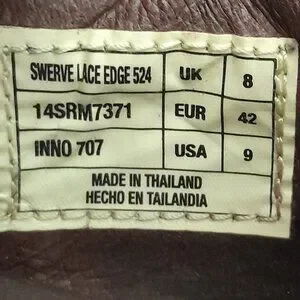 SWERVE LACE EDGE 524 UK 8
14SRM7371 EUR 42
INNO 707 USA 9
MADE IN THAILAND
HECHO EN TAILANDIA